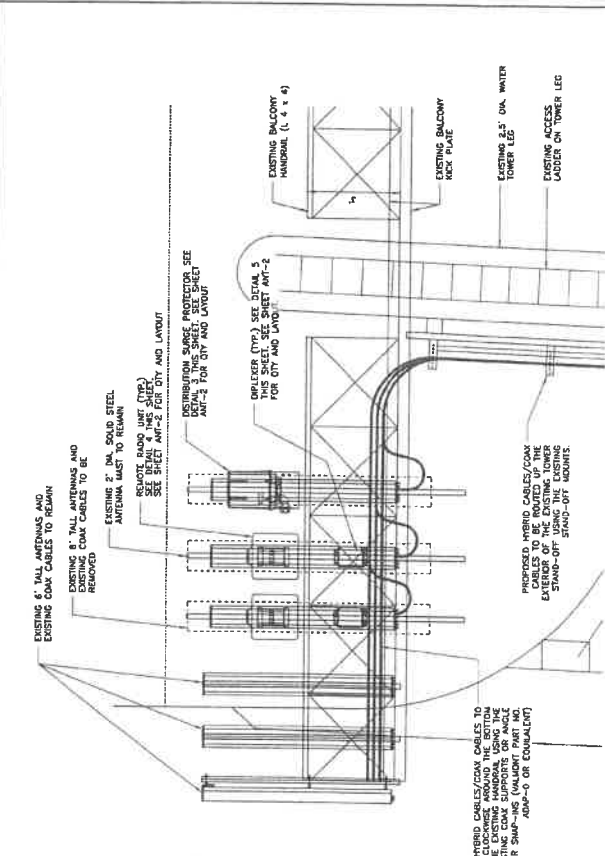 EXISTING 6' TALL ANTENNAS AND
EXISTING COAX CABLES TO REMAIN
EXISTING 8' TALL ANTENNAS AND
EXISTING COAX CABLES TO BE
REMOVED
EXISTING 2" DIA. SOLID STEEL
ANTENNA MAST TO REMAIN
REMOTE RADIO UNIT (TYP.)
SEE DETAIL 4 THIS SHEET.
SEE SHEET ANT-2 FOR QTY AND LAYOUT
DISTRIBUTION SURGE PROTECTOR. SEE
DETAIL 3 THIS SHEET. SEE SHEET
ANT-2 FOR QTY AND LAYOUT
DIPLEXER (TYP.) SEE DETAIL 5
THIS SHEET. SEE SHEET ANT-2
FOR QTY AND LAYOUT.
EXISTING BALCONY
HANDRAIL (L 4 x 4)
EXISTING BALCONY
KICK PLATE
EXISTING 2.5' DIA. WATER
TOWER LEG
EXISTING ACCESS
LADDER ON TOWER LEG
PROPOSED HYBRID CABLES/COAX
CABLES TO BE ROUTED UP THE
EXTERIOR OF THE EXISTING TOWER
STAND-OFF USING THE EXISTING
STAND-OFF MOUNTS.
HYBRID CABLES/COAX CABLES TO
CLOCKWISE AROUND THE BOTTOM
EXISTING HANDRAIL USING THE
COAX SUPPORTS OR ANGLE
SNAP-INS (VALMONT PART NO.
ADAP-O OR EQUILALENT)